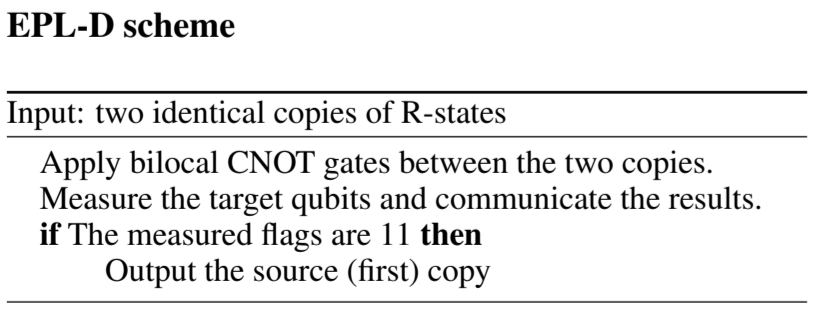 EPL-D scheme
Input: two identical copies of R-states
Apply bilocal CNOT gates between the two copies.
Measure the target qubits and communicate the results.
if The measured flags are 11 then
Output the source (first) copy